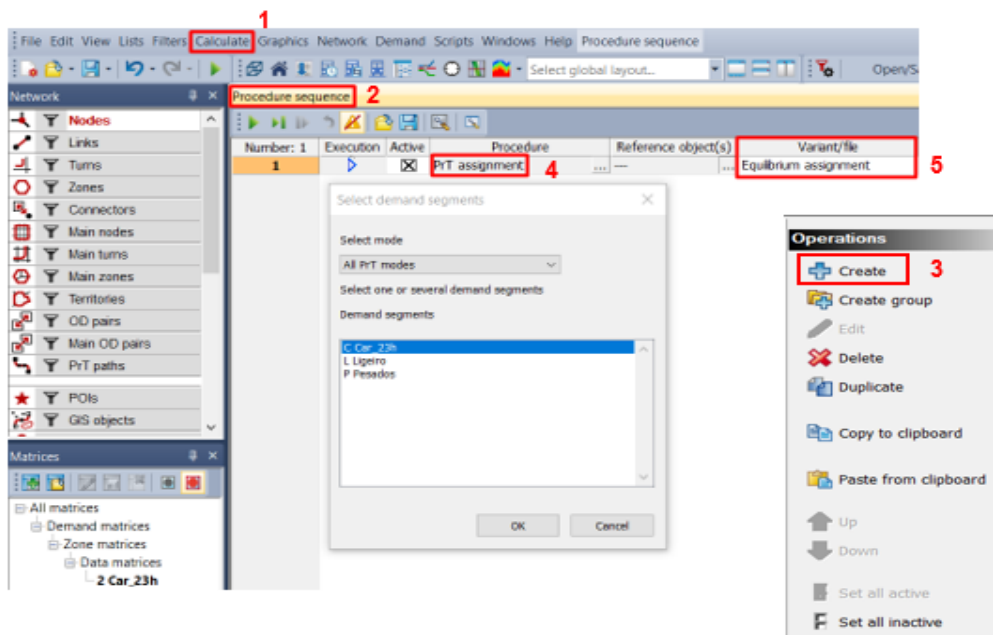 1
File Edit View Lists Filters Calculate Graphics Network Demand Scripts Windows Help Procedure sequence
Select global layout...
Open/S
Network
Procedure sequence 2
Nodes
Links
Turns
Zones
Connectors
Main nodes
Main turns
Main zones
Territories
OD pairs
Main OD pairs
PrT paths
POIs
GIS objects
Number: 1 Execution Active Procedure Reference object(s) Variant/file
1 PrT assignment ... — ... Equilibrium assignment
4
5
Select demand segments
Select mode
All PrT modes
Select one or several demand segments
Demand segments
C Car_23h
L Ligeiro
P Pesados
OK Cancel
Matrices
All matrices
Demand matrices
Zone matrices
Data matrices
2 Car_23h
Operations
Create 3
Create group
Edit
Delete
Duplicate
Copy to clipboard
Paste from clipboard
Up
Down
Set all active
Set all inactive